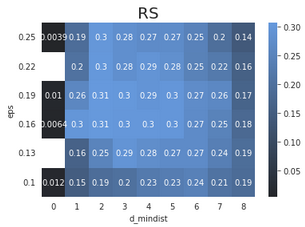 RS
0.25 0.0039 0.19 0.3 0.28 0.27 0.27 0.25 0.2 0.14
0.22 0.2 0.3 0.28 0.29 0.28 0.25 0.22 0.16
0.19 0.01 0.26 0.31 0.3 0.29 0.3 0.27 0.26 0.17
0.16 0.0064 0.3 0.31 0.3 0.3 0.3 0.27 0.25 0.18
0.13 0.16 0.25 0.29 0.28 0.27 0.27 0.24 0.19
0.1 0.012 0.15 0.19 0.2 0.23 0.23 0.24 0.21 0.19
0 1 2 3 4 5 6 7 8
d_mindist
eps
0.30
0.25
0.20
0.15
0.10
0.05